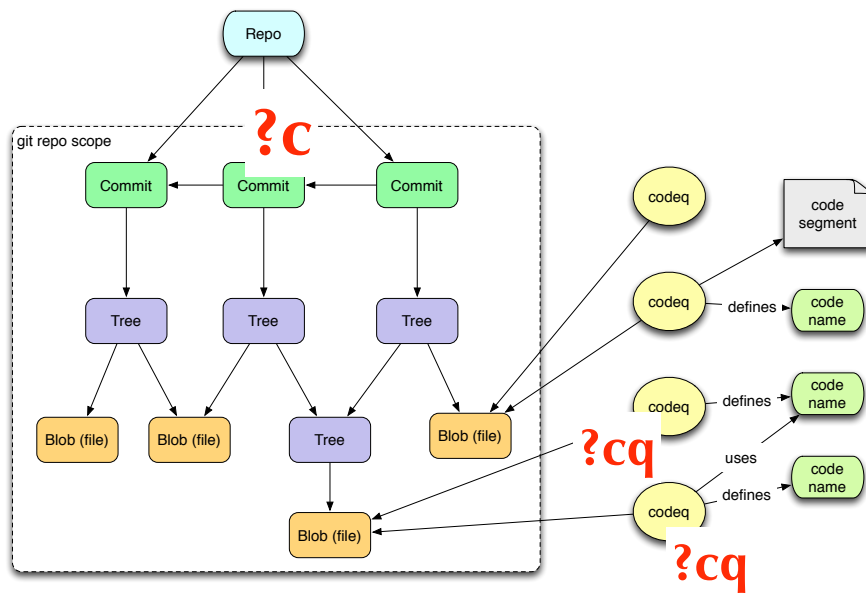 Repo
git repo scope
?c
Commit
Commit
Commit
codeq
code
segment
Tree
Tree
Tree
codeq
defines
code
name
Blob (file)
Blob (file)
Tree
Blob (file)
codeq
defines
code
name
?cq
uses
Blob (file)
codeq
defines
code
name
?cq